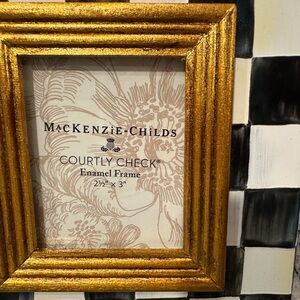 MACKENZIE-CHILDS
COURTLY CHECK®
Enamel Frame
2½" x 3"